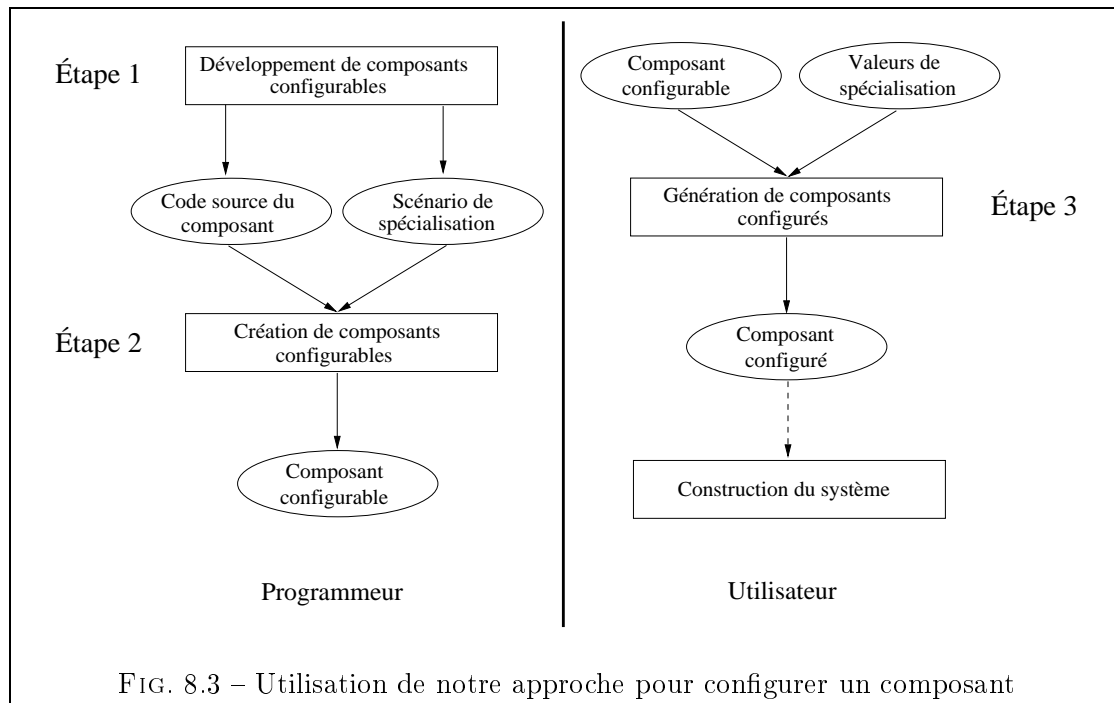 Étape 1
Développement de composants
configurables
Code source du
composant
Scénario de
spécialisation
Étape 2
Création de composants
configurables
Composant
configurable
Programmeur
Composant
configurable
Valeurs de
spécialisation
Génération de composants
configurés
Étape 3
Composant
configuré
Construction du système
Utilisateur
FIG. 8.3 – Utilisation de notre approche pour configurer un composant